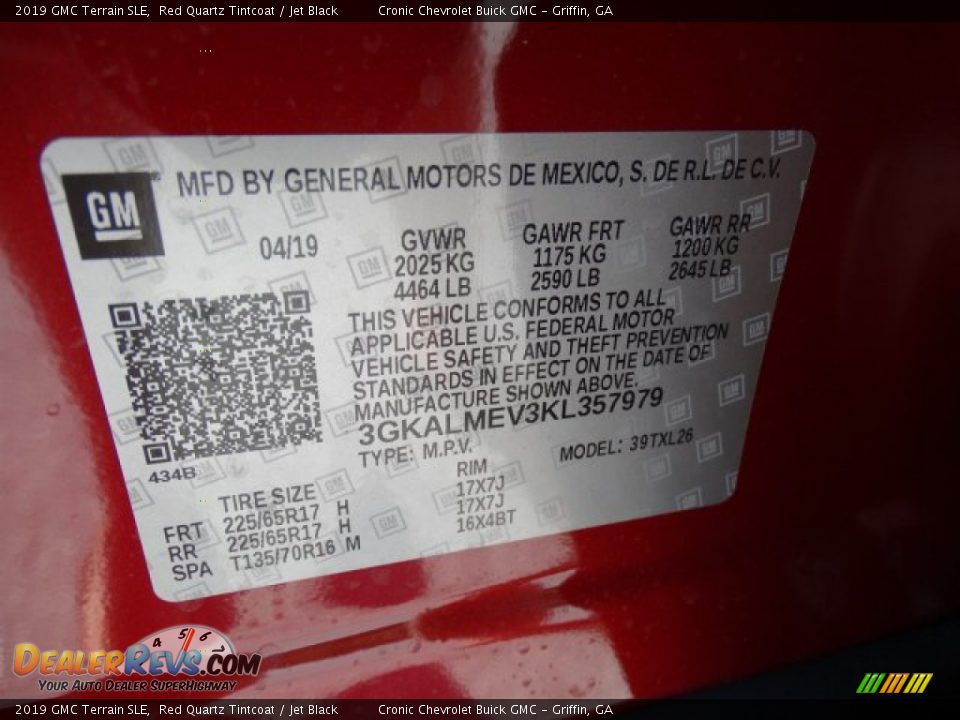 2019 GMC Terrain SLE, Red Quartz Tintcoat / Jet Black Cronic Chevrolet Buick GMC - Griffin, GA
...
GM
MFD BY GENERAL MOTORS DE MEXICO, S. DE R.L. DE C.V.
04/19
GVWR
2025 KG
4464 LB
GAWR FRT
1175 KG
2590 LB
GAWR RR
1200 KG
2645 LB
THIS VEHICLE CONFORMS TO ALL
APPLICABLE U.S. FEDERAL MOTOR
VEHICLE SAFETY AND THEFT PREVENTION
STANDARDS IN EFFECT ON THE DATE OF
MANUFACTURE SHOWN ABOVE.
3GKALMEV3KL357979
TYPE: M.P.V. MODEL: 39TXL26
434B
TIRE SIZE RIM
FRT 225/65R17 H 17X7J
RR 225/65R17 H 17X7J
SPA T135/70R16 M 16X4BT
4 5 6
DEALERREVS.COM
YOUR AUTO DEALER SUPERHIGHWAY
2019 GMC Terrain SLE, Red Quartz Tintcoat / Jet Black Cronic Chevrolet Buick GMC - Griffin, GA